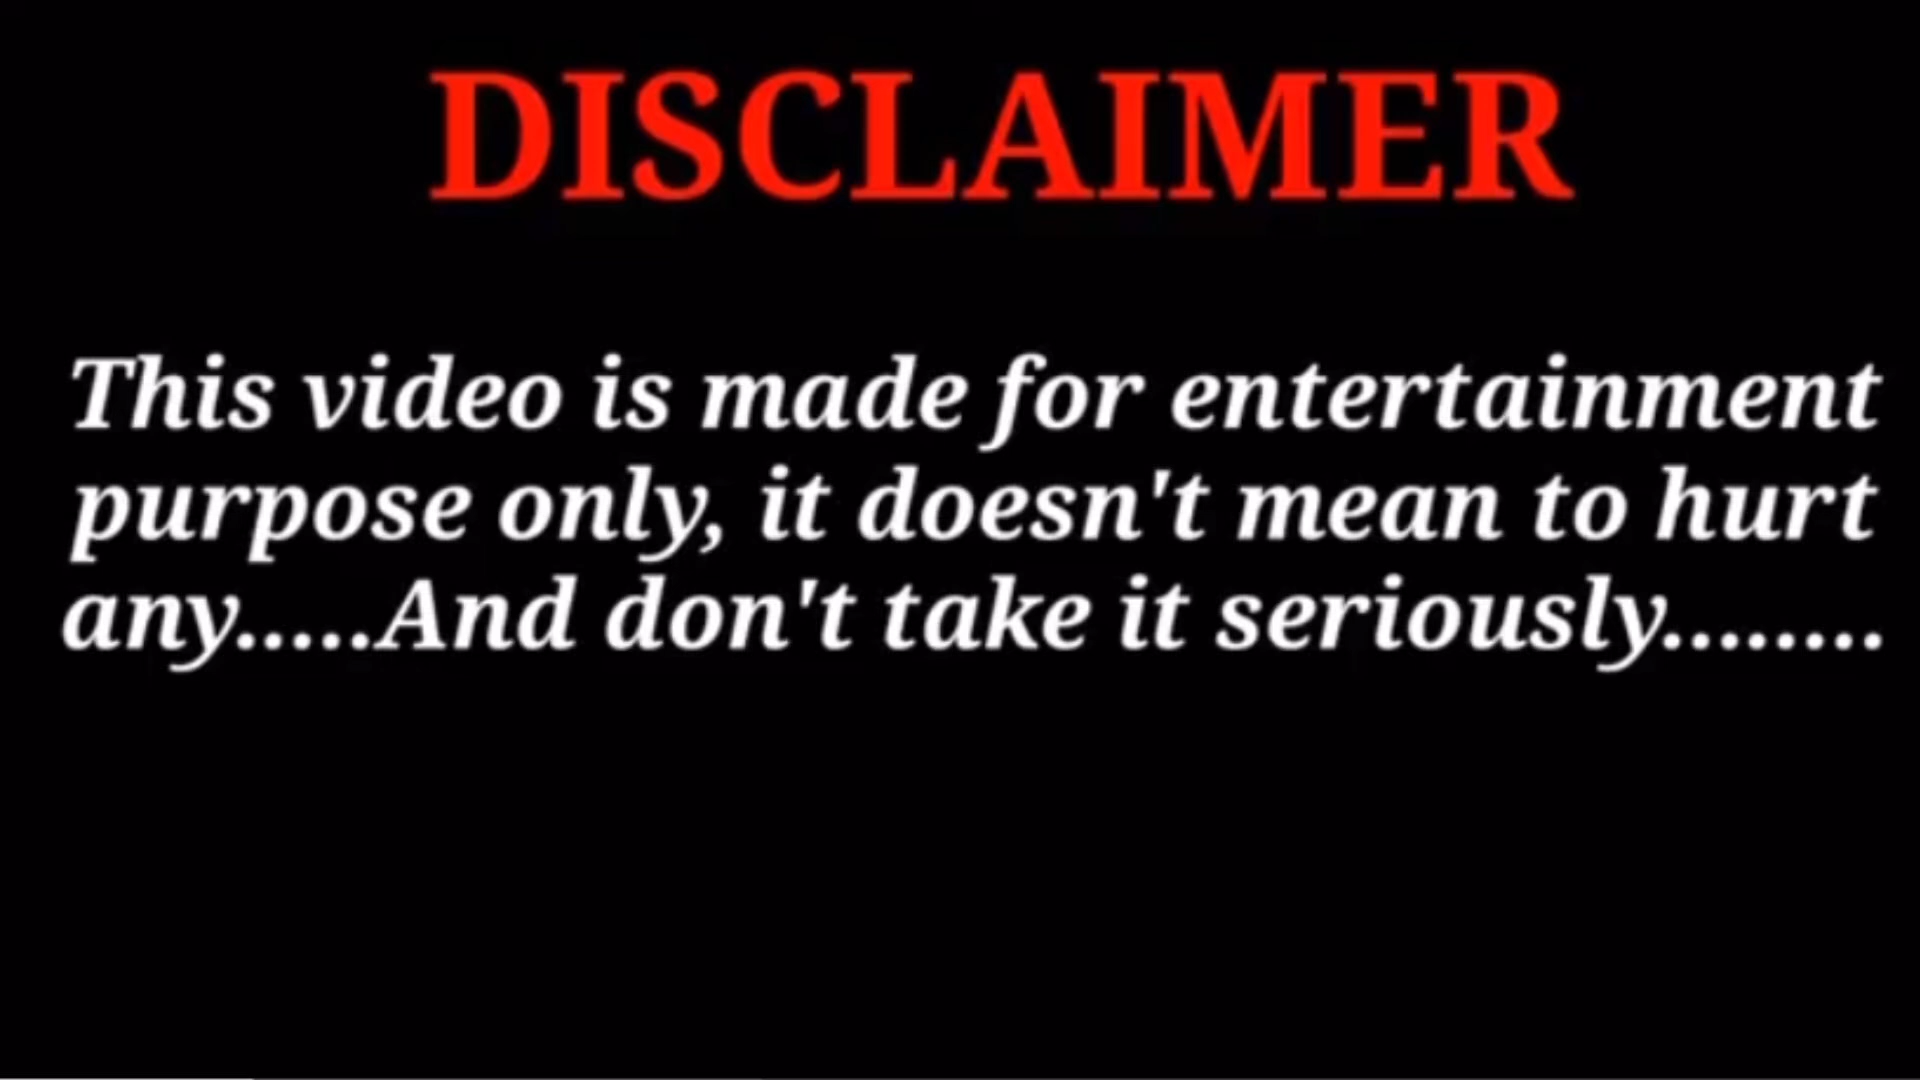 DISCLAIMER
This video is made for entertainment
purpose only, it doesn't mean to hurt
any.....And don't take it seriously........